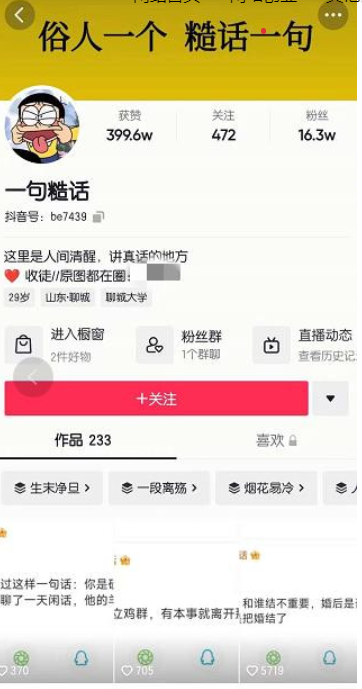 俗人一个 糙话一句
获赞
399.6w
关注
472
粉丝
16.3w
一句糙话
抖音号：be7439
这里是人间清醒，讲真话的地方
❤️ 收徒//原图都在圈：
29岁
山东·聊城
聊城大学
进入橱窗
2件好物
粉丝群
1个群聊
直播动态
查看历史记
＋关注
作品 233
喜欢
生末净旦
一段离殇
烟花易冷
过这样一句话：你是
聊了一天闲话，他的
立鸡群，有本事就离开
话
和谁结不重要，婚后是
把婚结了
370
705
5719